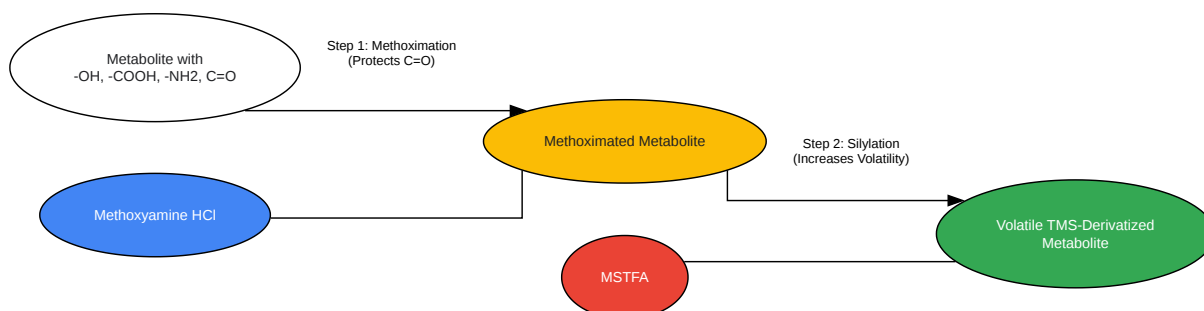 Metabolite with
-OH, -COOH, -NH2, C=O
Step 1: Methoximation
(Protects C=O)
Methoximated Metabolite
Step 2: Silylation
(Increases Volatility)
Methoxyamine HCl
Volatile TMS-Derivatized
Metabolite
MSTFA